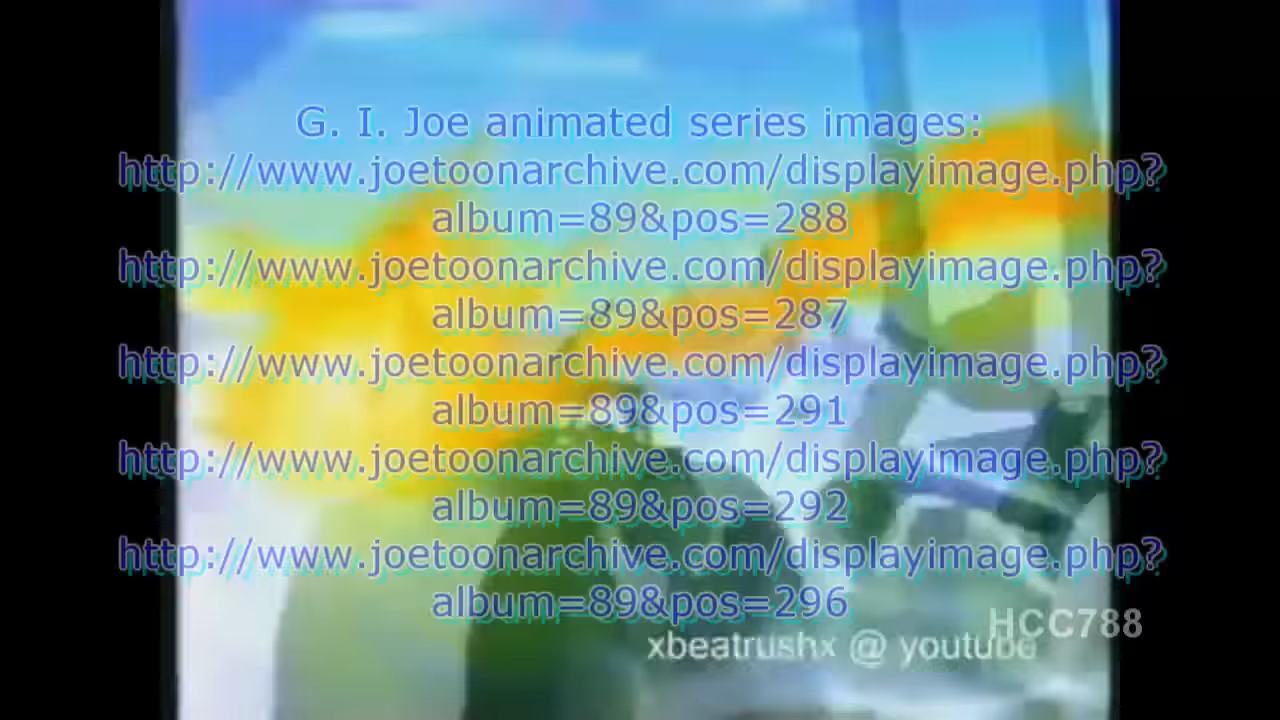 G. I. Joe animated series images:
http://www.joetoonarchive.com/displayimage.php?
album=89&pos=288
http://www.joetoonarchive.com/displayimage.php?
album=89&pos=287
http://www.joetoonarchive.com/displayimage.php?
album=89&pos=291
http://www.joetoonarchive.com/displayimage.php?
album=89&pos=292
http://www.joetoonarchive.com/displayimage.php?
album=89&pos=296
HCC788
xbeatrushx @ youtube